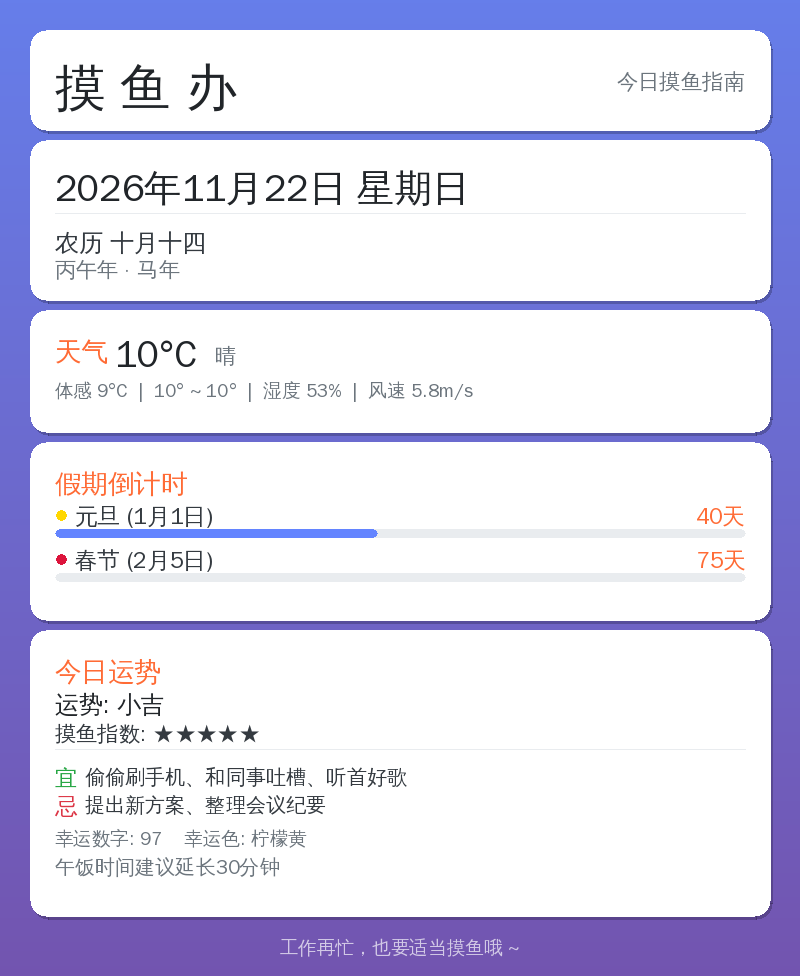 摸鱼办
今日摸鱼指南
2026年11月22日 星期日
农历 十月十四
丙午年 · 马年
天气 10°C 晴
体感 9°C | 10° ~ 10° | 湿度 53% | 风速 5.8m/s
假期倒计时
元旦 (1月1日) 40天
春节 (2月5日) 75天
今日运势
运势: 小吉
摸鱼指数: ★★★★★
宜 偷偷刷手机、和同事吐槽、听首好歌
忌 提出新方案、整理会议纪要
幸运数字: 97 幸运色: 柠檬黄
午饭时间建议延长30分钟
工作再忙，也要适当摸鱼哦 ~